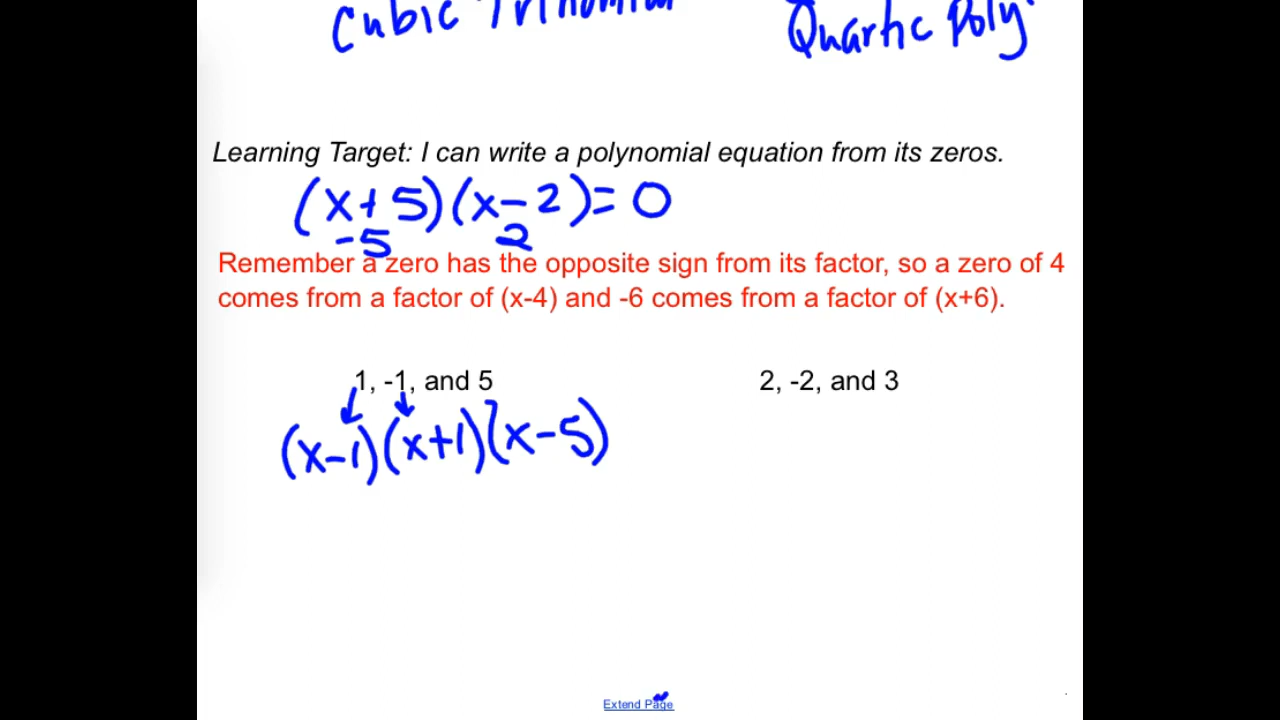 Cubic Trinomial Quartic Poly
Learning Target: I can write a polynomial equation from its zeros.
(x+5)(x-2)=0
-5 2
Remember a zero has the opposite sign from its factor, so a zero of 4
comes from a factor of (x-4) and -6 comes from a factor of (x+6).
1, -1, and 5 2, -2, and 3
(x-1)(x+1)(x-5)
Extend Page